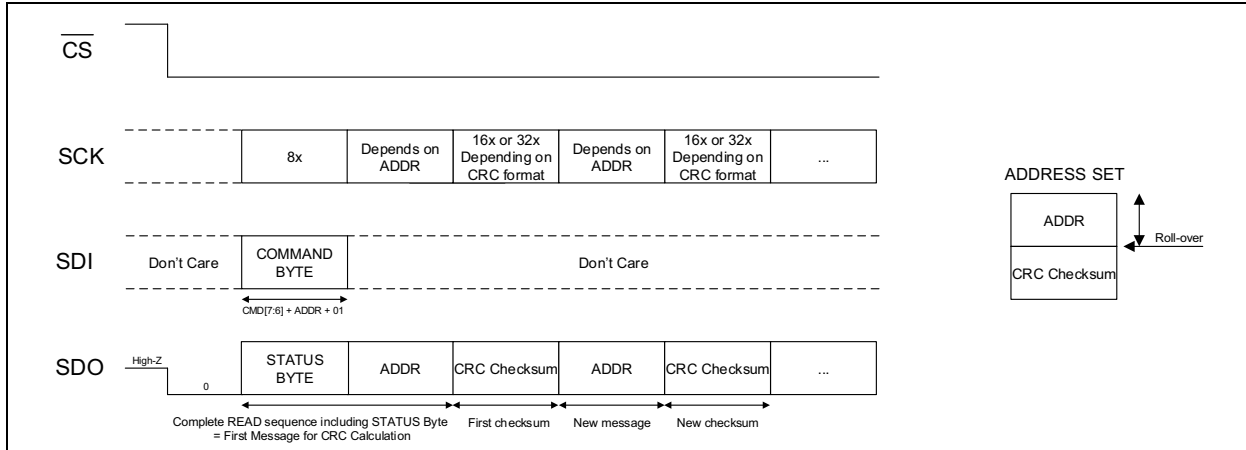 CS
SCK
8x
Depends on
ADDR
16x or 32x
Depending on
CRC format
Depends on
ADDR
16x or 32x
Depending on
CRC format
...
ADDRESS SET
ADDR
Roll-over
CRC Checksum
SDI
Don't Care
COMMAND
BYTE
Don't Care
CMD[7:6] + ADDR + 01
SDO
High-Z
0
STATUS
BYTE
ADDR
CRC Checksum
ADDR
CRC Checksum
...
Complete READ sequence including STATUS Byte
= First Message for CRC Calculation
First checksum
New message
New checksum